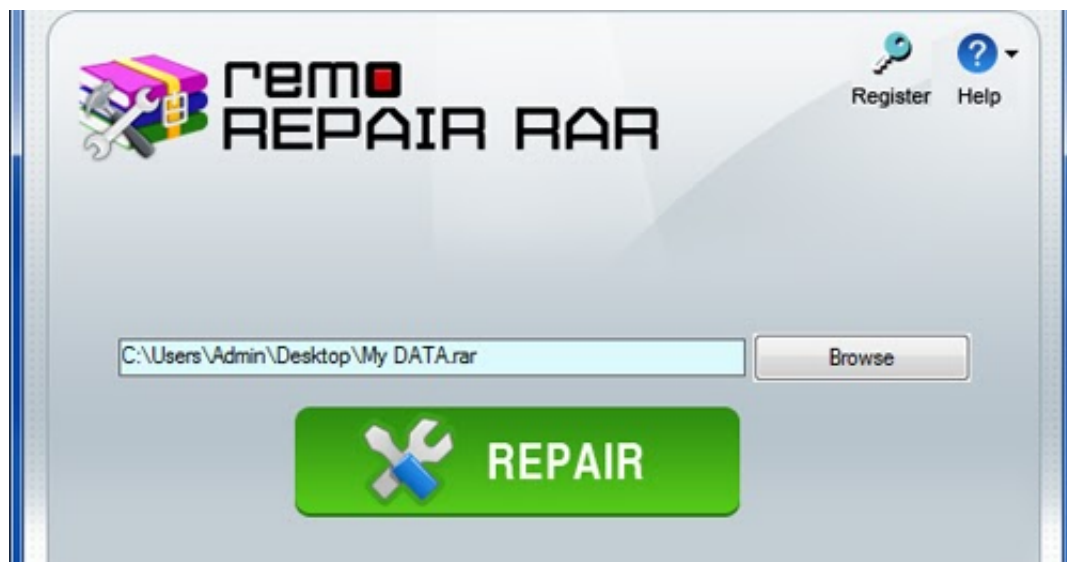 remo
REPAIR RAR
Register
Help
C:\Users\Admin\Desktop\My DATA.rar
Browse
REPAIR